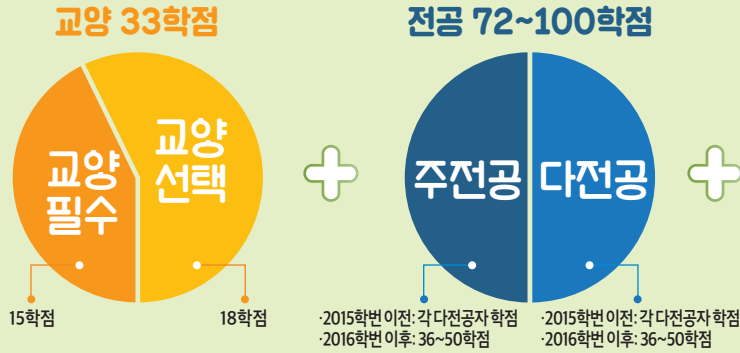 교양 33학점
교양
필수
교양
선택
15학점
18학점
+
전공 72~100학점
주전공
다전공
·2015학번 이전: 각 다전공자 학점
·2016학번 이후: 36~50학점
·2015학번 이전: 각 다전공자 학점
·2016학번 이후: 36~50학점
+